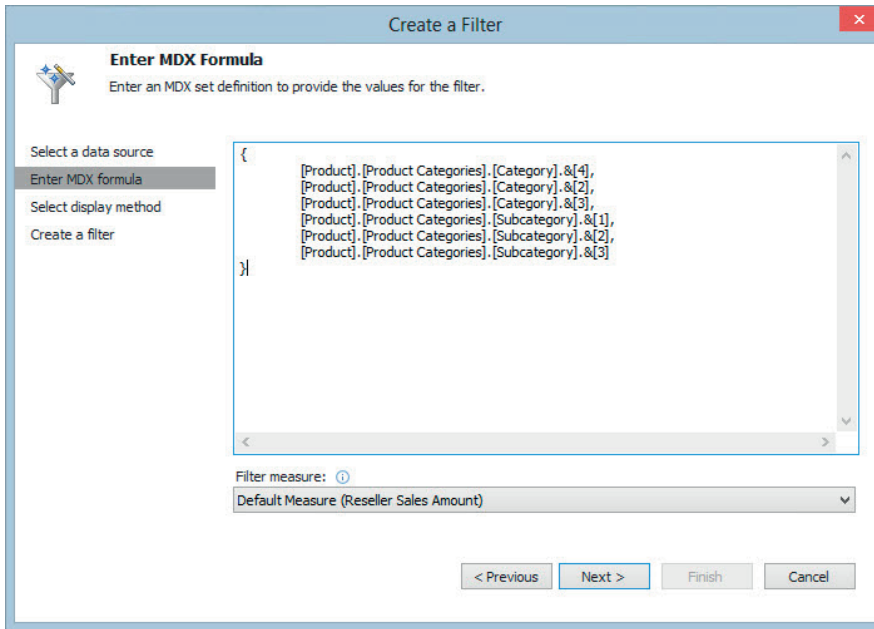 Create a Filter
Enter MDX Formula
Enter an MDX set definition to provide the values for the filter.
Select a data source
Enter MDX formula
Select display method
Create a filter
{
[Product].[Product Categories].[Category].&[4],
[Product].[Product Categories].[Category].&[2],
[Product].[Product Categories].[Category].&[3],
[Product].[Product Categories].[Subcategory].&[1],
[Product].[Product Categories].[Subcategory].&[2],
[Product].[Product Categories].[Subcategory].&[3]
}
Filter measure:
Default Measure (Reseller Sales Amount)
< Previous Next > Finish Cancel